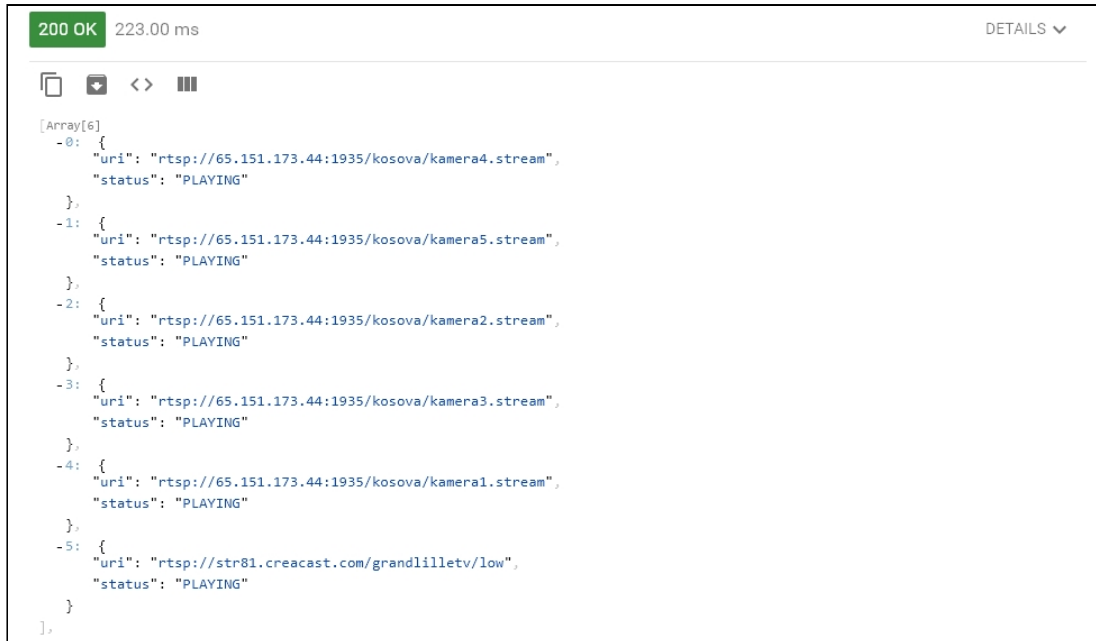 200 OK 223.00 ms DETAILS
[Array[6]
-0: {
"uri": "rtsp://65.151.173.44:1935/kosova/kamera4.stream",
"status": "PLAYING"
},
-1: {
"uri": "rtsp://65.151.173.44:1935/kosova/kamera5.stream",
"status": "PLAYING"
},
-2: {
"uri": "rtsp://65.151.173.44:1935/kosova/kamera2.stream",
"status": "PLAYING"
},
-3: {
"uri": "rtsp://65.151.173.44:1935/kosova/kamera3.stream",
"status": "PLAYING"
},
-4: {
"uri": "rtsp://65.151.173.44:1935/kosova/kamera1.stream",
"status": "PLAYING"
},
-5: {
"uri": "rtsp://str81.creacast.com/grandlilletv/low",
"status": "PLAYING"
}
],